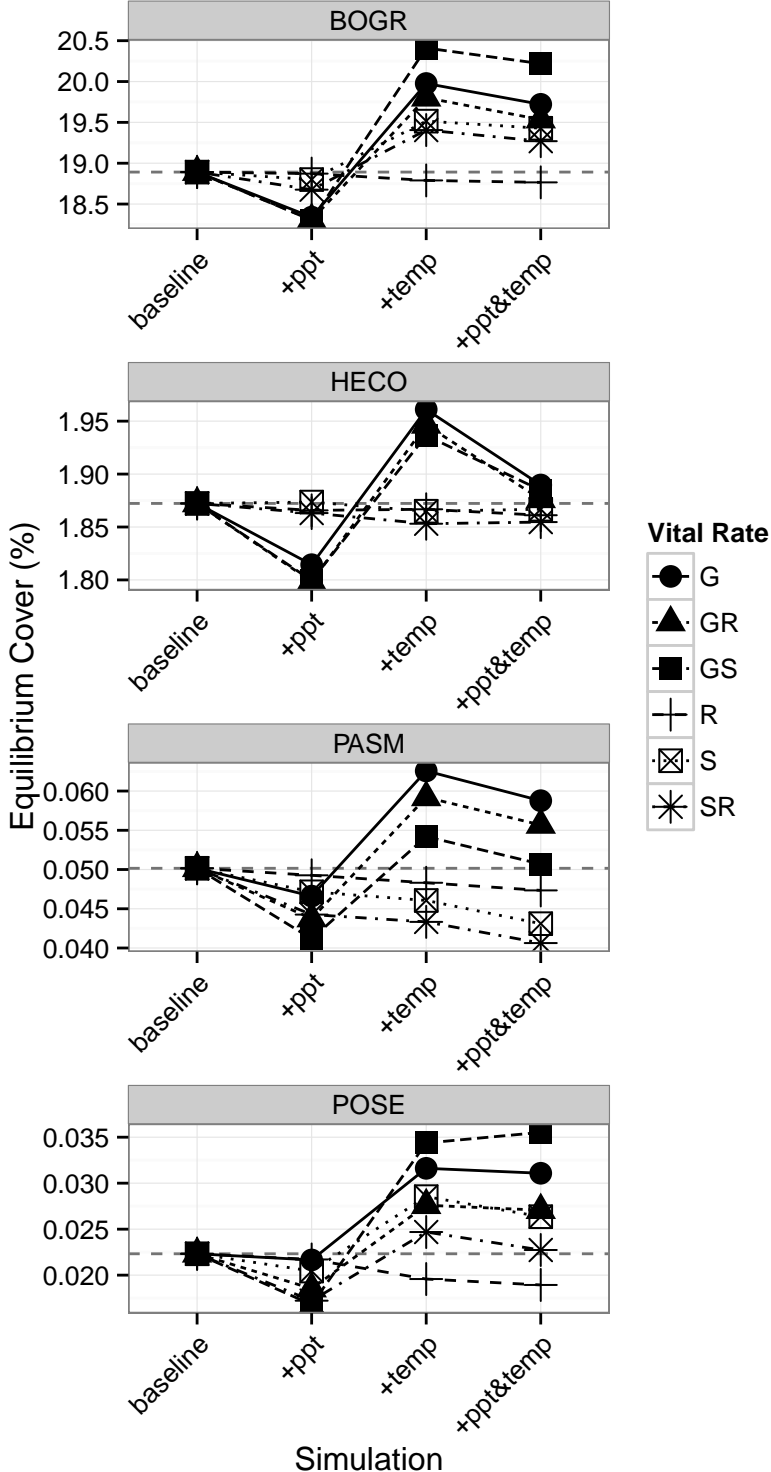 BOGR
20.5
20.0
19.5
19.0
18.5
baseline
+ppt
+temp
+ppt&temp
HECO
1.95
1.90
1.85
1.80
baseline
+ppt
+temp
+ppt&temp
PASM
0.060
0.055
0.050
0.045
0.040
baseline
+ppt
+temp
+ppt&temp
POSE
0.035
0.030
0.025
0.020
baseline
+ppt
+temp
+ppt&temp
Equilibrium Cover (%)
Simulation
Vital Rate
G
GR
GS
R
S
SR